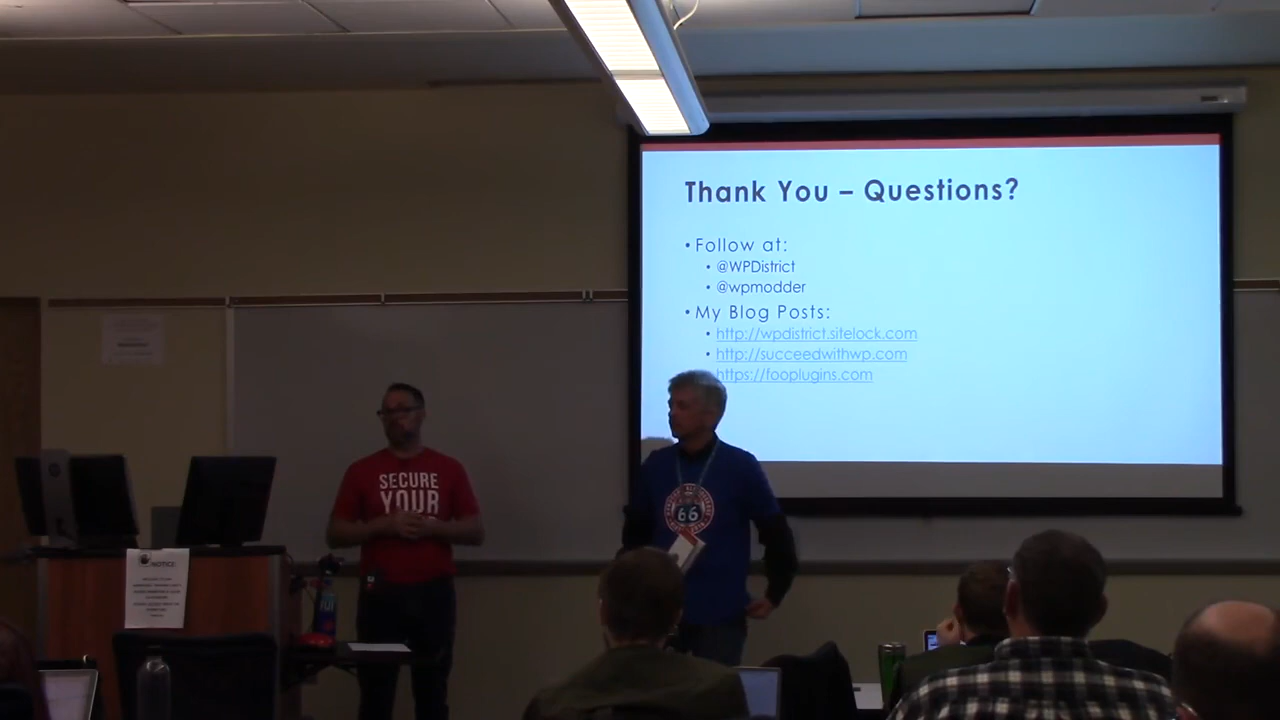 Thank You – Questions?
• Follow at:
• @WPDistrict
• @wpmodder
• My Blog Posts:
• http://wpdistrict.sitelock.com
• http://succeedwithwp.com
https://fooplugins.com
SECURE
YOUR
66
NOTICE: